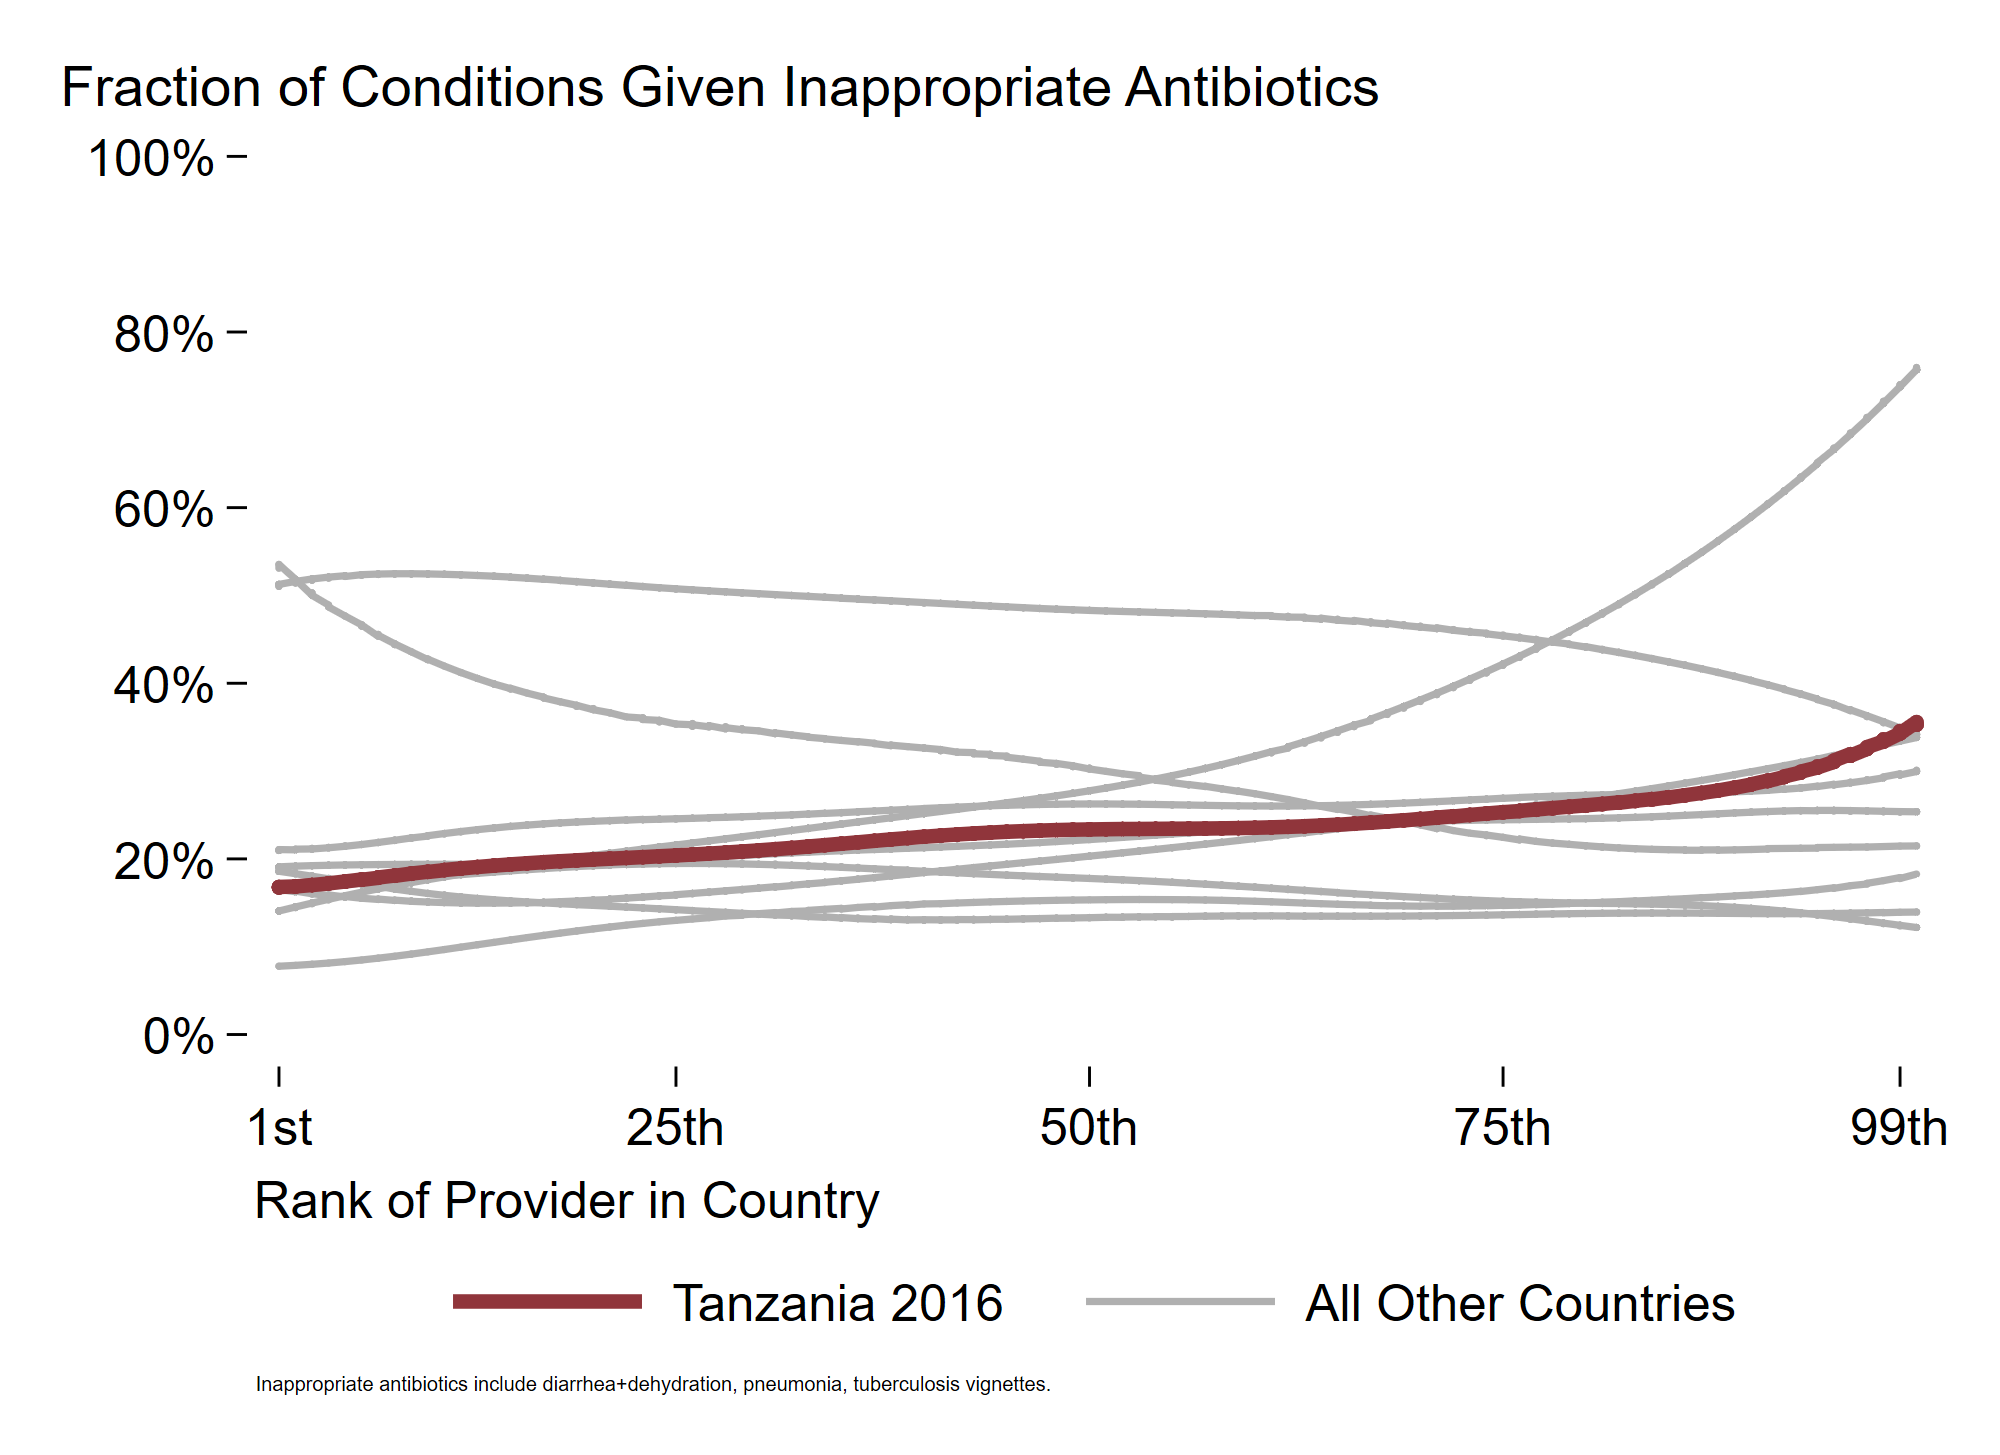 Fraction of Conditions Given Inappropriate Antibiotics
100%
80%
60%
40%
20%
0%
1st 25th 50th 75th 99th
Rank of Provider in Country
Tanzania 2016 All Other Countries
Inappropriate antibiotics include diarrhea+dehydration, pneumonia, tuberculosis vignettes.